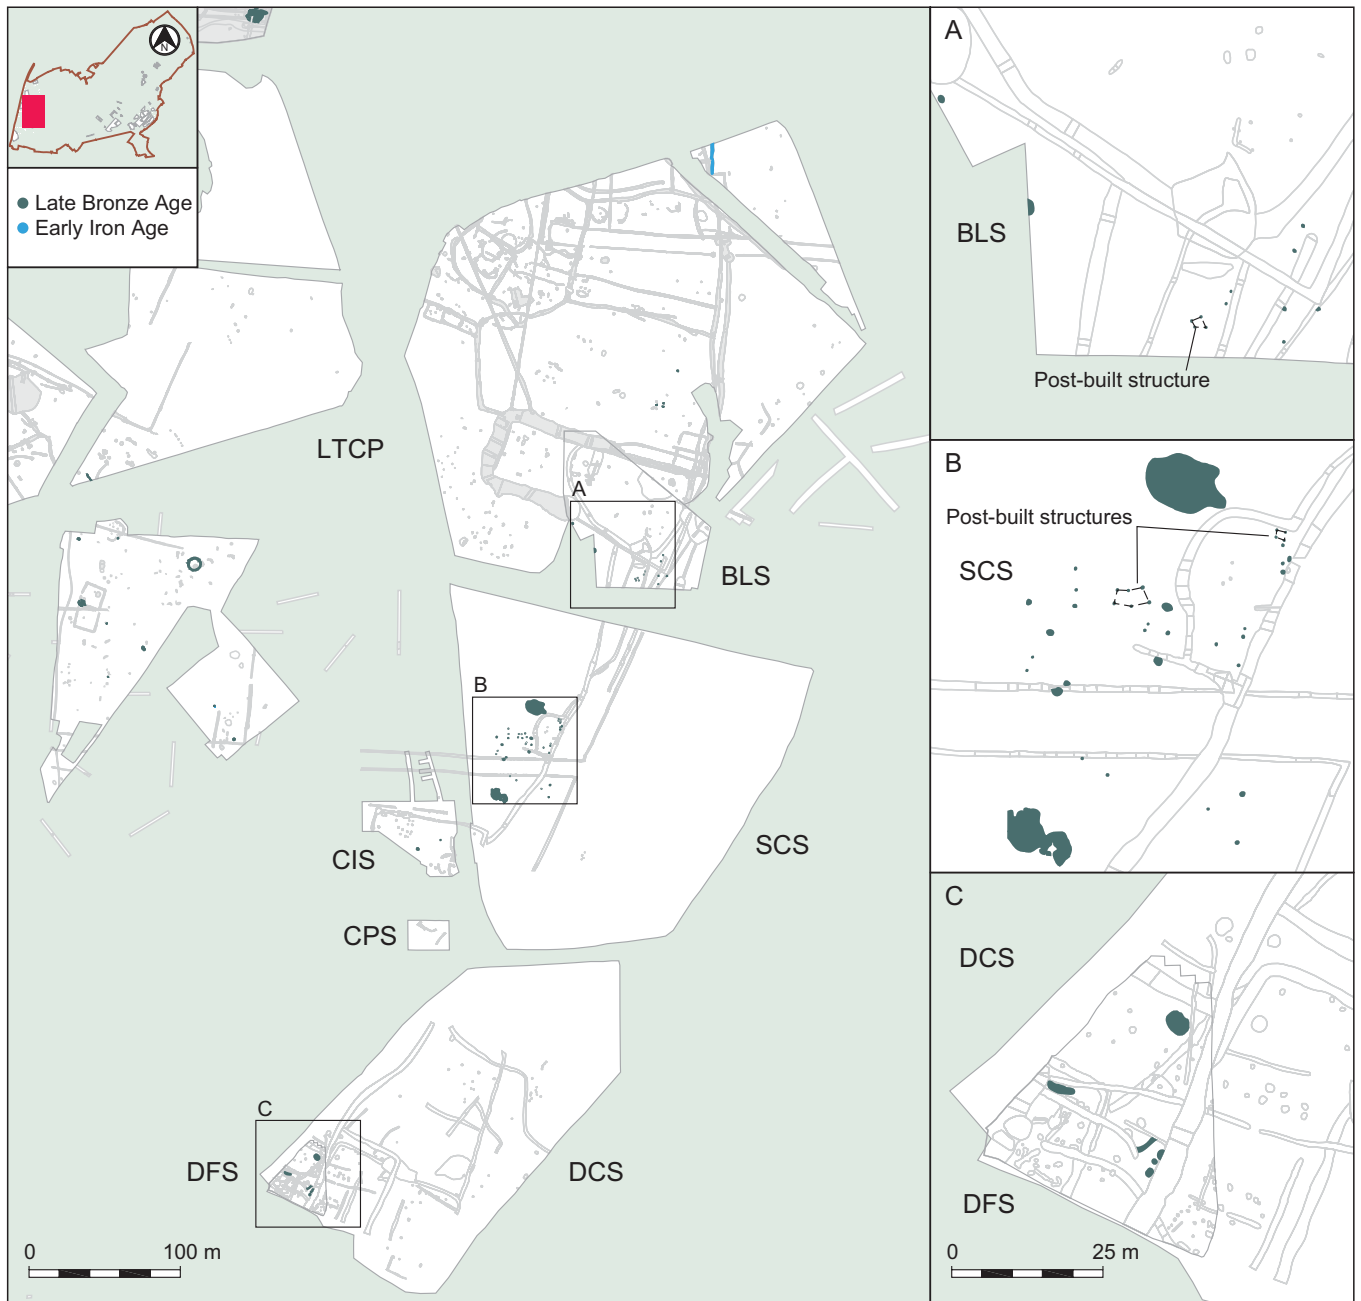 N
Late Bronze Age
Early Iron Age
LTCP
A
BLS
B
SCS
CIS
CPS
C
DFS
DCS
0 100 m
A
BLS
Post-built structure
B
Post-built structures
SCS
C
DCS
DFS
0 25 m